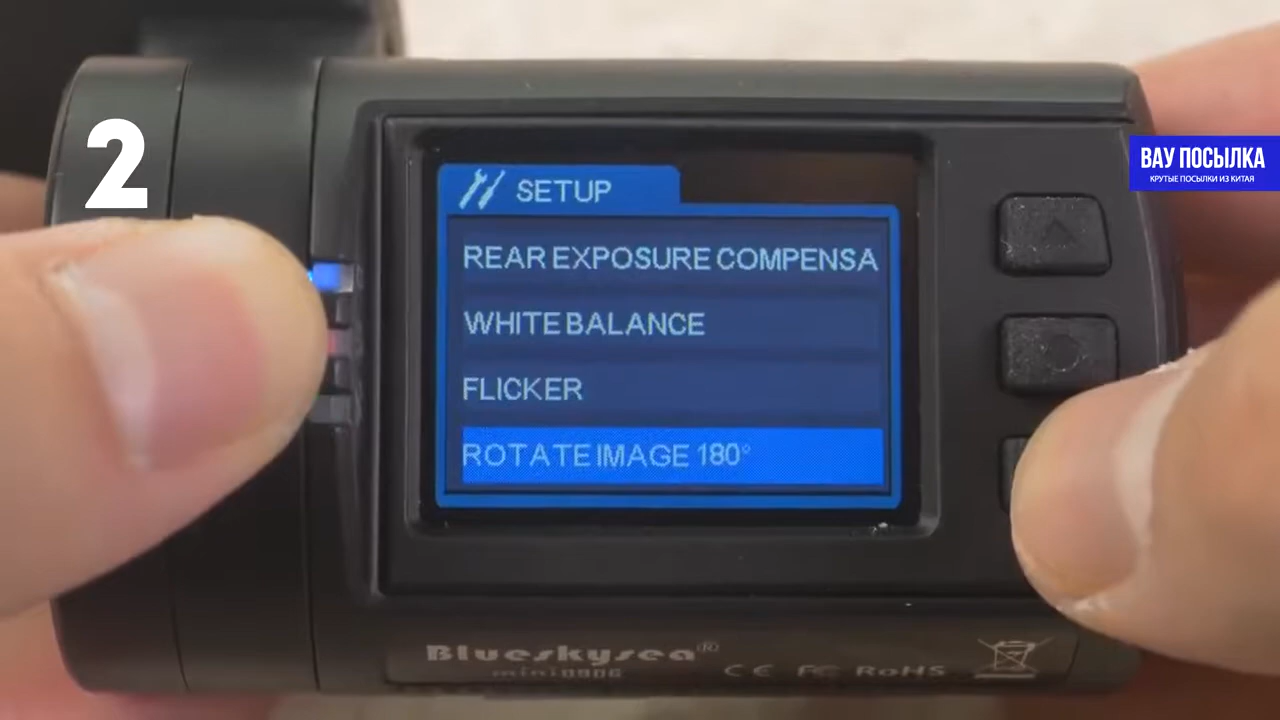 2
ВАУ ПОСЫЛКА
КРУТЫЕ ПОСЫЛКИ ИЗ КИТАЯ
SETUP
REAR EXPOSURE COMPENSA
WHITE BALANCE
FLICKER
ROTATE IMAGE 180°
Blueskysea®
CE FC RoHS